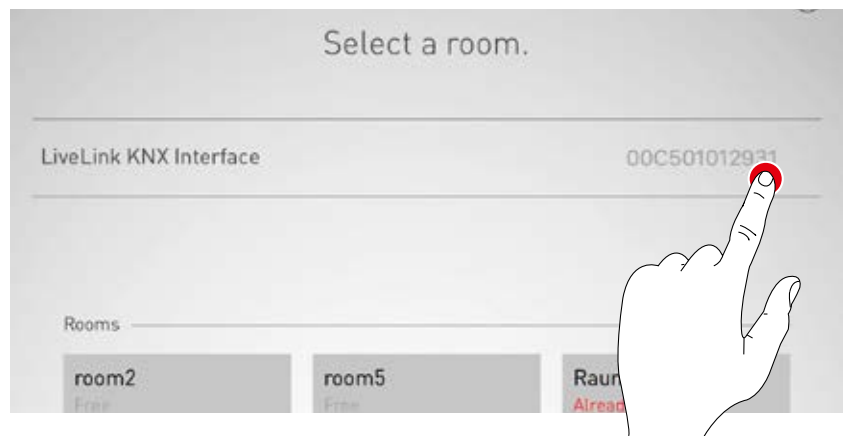 Select a room.
LiveLink KNX Interface 00C501012931
Rooms
room2 room5
Free Free